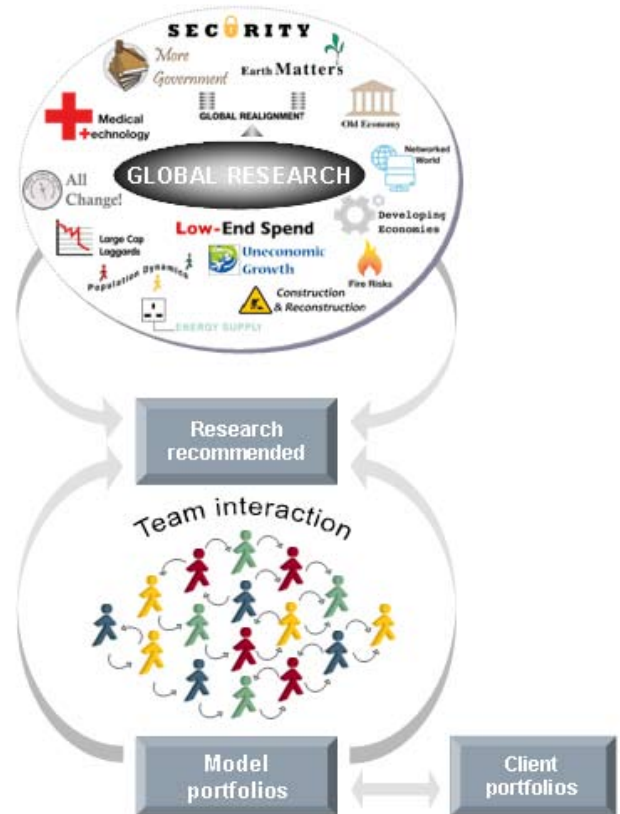 SECURITY
More
Government
Earth Matters
GLOBAL REALIGNMENT
Old Economy
Medical
technology
Networked
World
GLOBAL RESEARCH
All
Change!
Developing
Economies
Low-End Spend
Large Cap
Laggards
Uneconomic
Growth
Population Dynamics
Fire Risks
Construction
& Reconstruction
ENERGY SUPPLY
Research
recommended
Team interaction
Model
portfolios
Client
portfolios